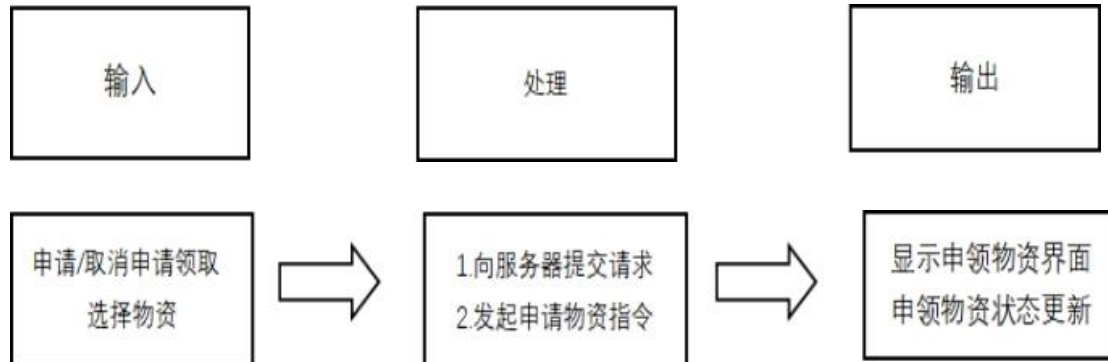 输入
处理
输出
申请/取消申请领取
选择物资
1.向服务器提交请求
2.发起申请物资指令
显示申领物资界面
申领物资状态更新